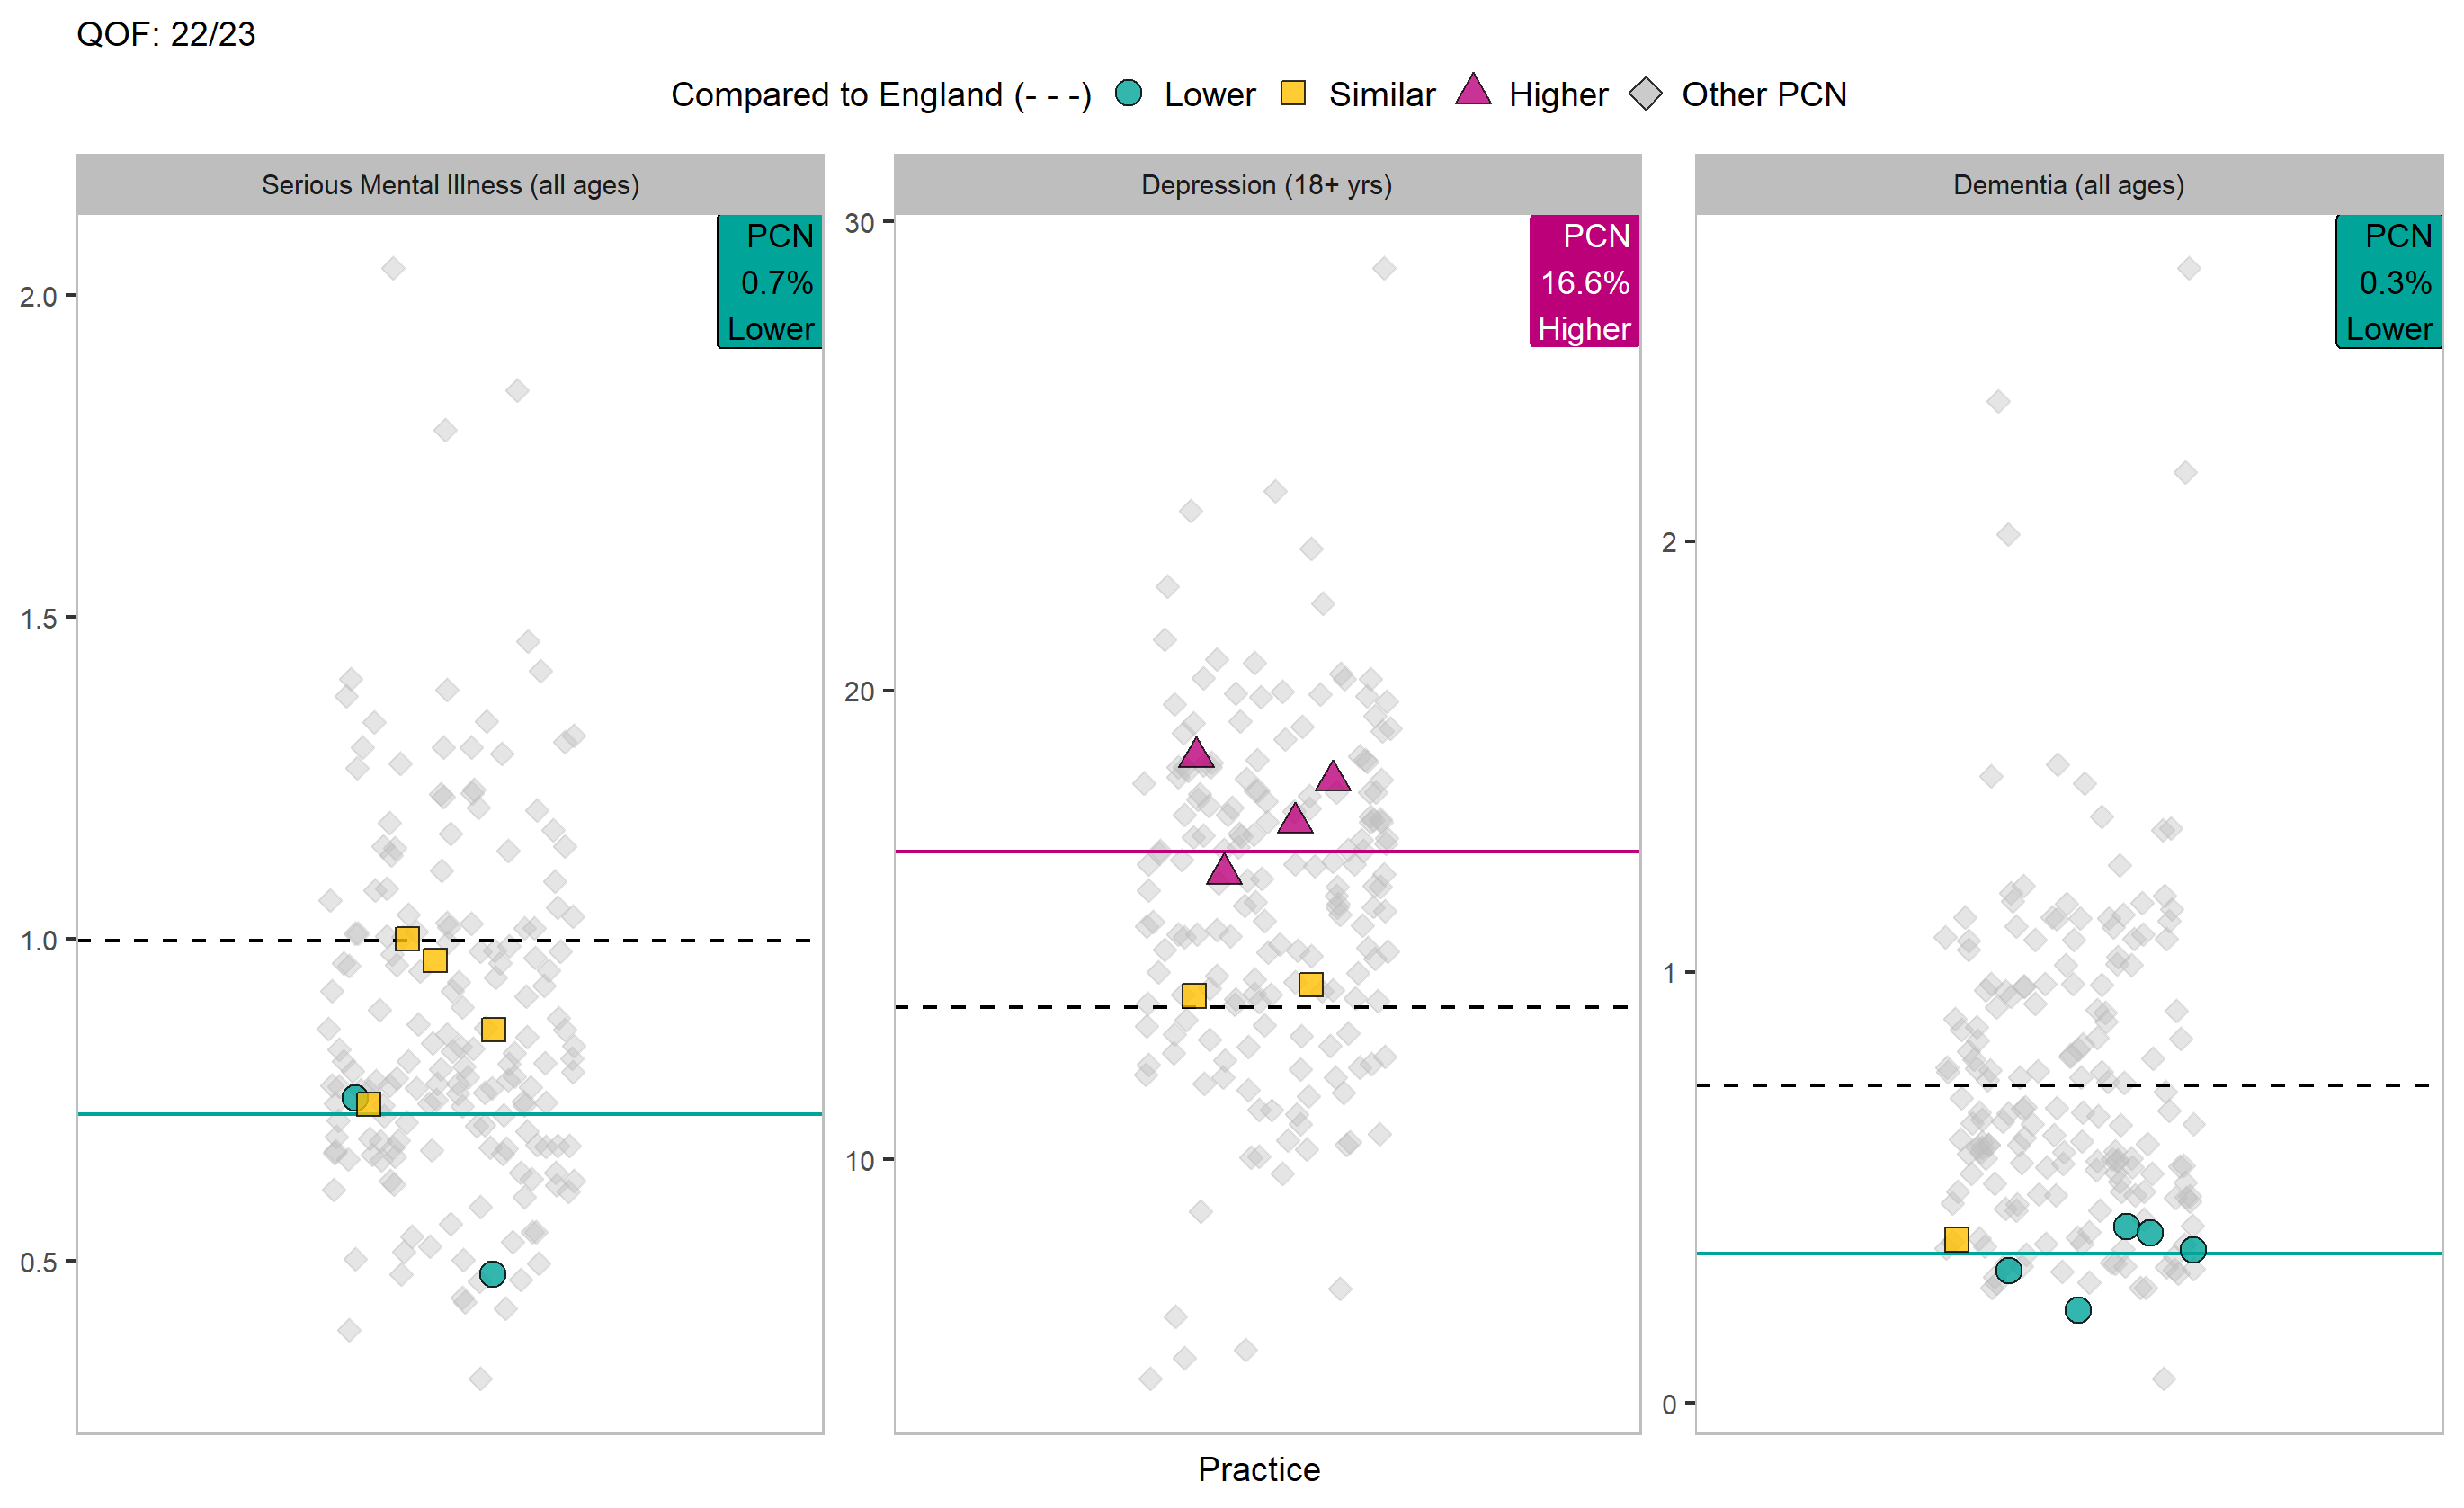 QOF: 22/23
Compared to England (- - -) Lower Similar Higher Other PCN
Serious Mental Illness (all ages)
PCN
0.7%
Lower
2.0
1.5
1.0
0.5
Depression (18+ yrs)
PCN
16.6%
Higher
30
20
10
Dementia (all ages)
PCN
0.3%
Lower
2
1
0
Practice